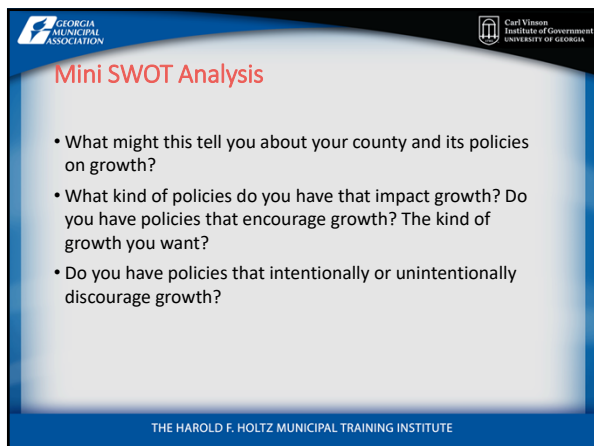 GEORGIA
MUNICIPAL
ASSOCIATION
Carl Vinson
Institute of Government
UNIVERSITY OF GEORGIA
Mini SWOT Analysis
• What might this tell you about your county and its policies
on growth?
• What kind of policies do you have that impact growth? Do
you have policies that encourage growth? The kind of
growth you want?
• Do you have policies that intentionally or unintentionally
discourage growth?
THE HAROLD F. HOLTZ MUNICIPAL TRAINING INSTITUTE